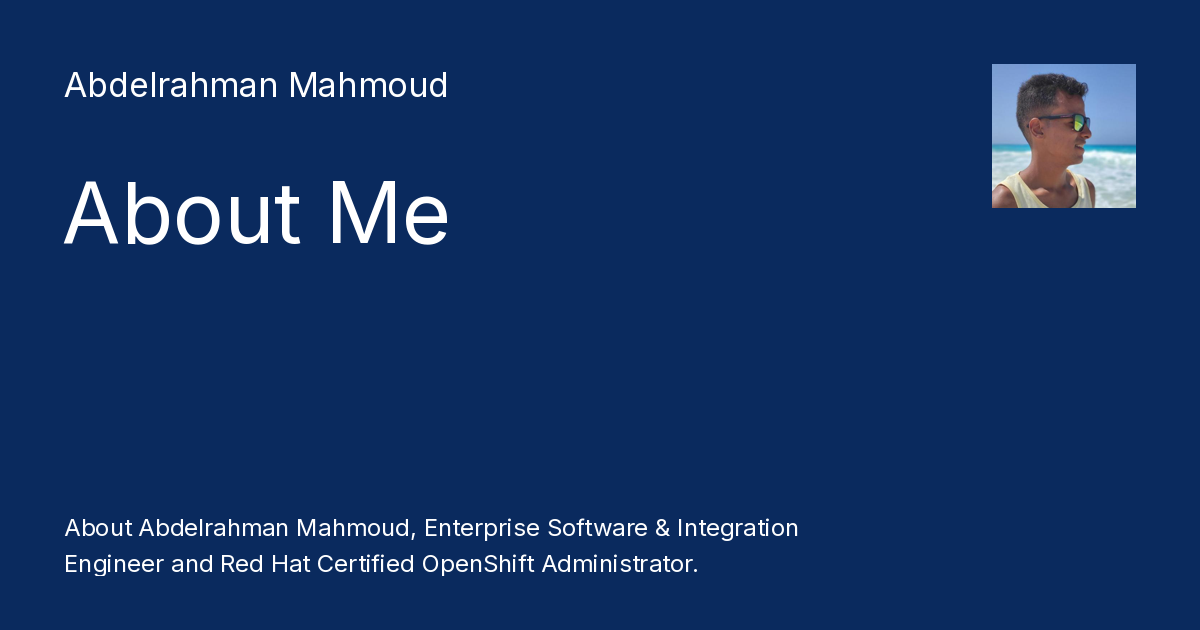 Abdelrahman Mahmoud
About Me
About Abdelrahman Mahmoud, Enterprise Software & Integration
Engineer and Red Hat Certified OpenShift Administrator.